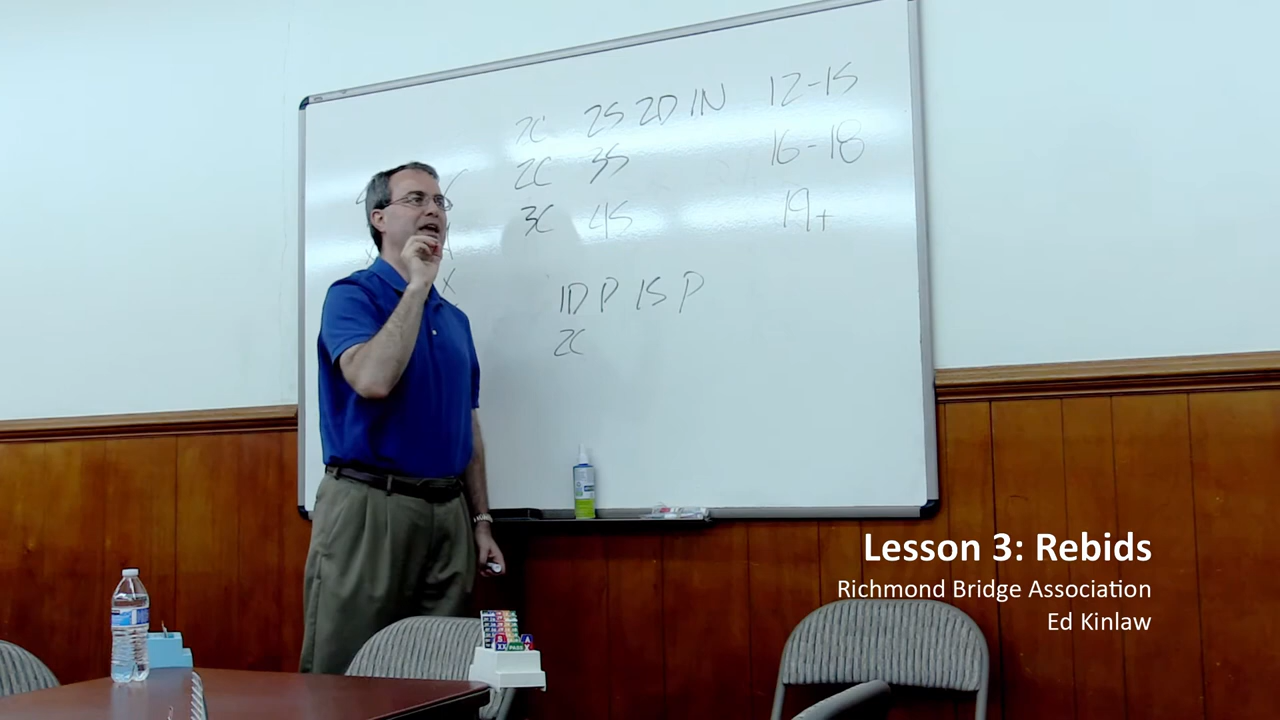 2C 2S 2D 1N 12-15
2C 3S 16-18
3C 4S 19+
1D P 1S P
2C
X
X
Lesson 3: Rebids
Richmond Bridge Association
Ed Kinlaw
PASS